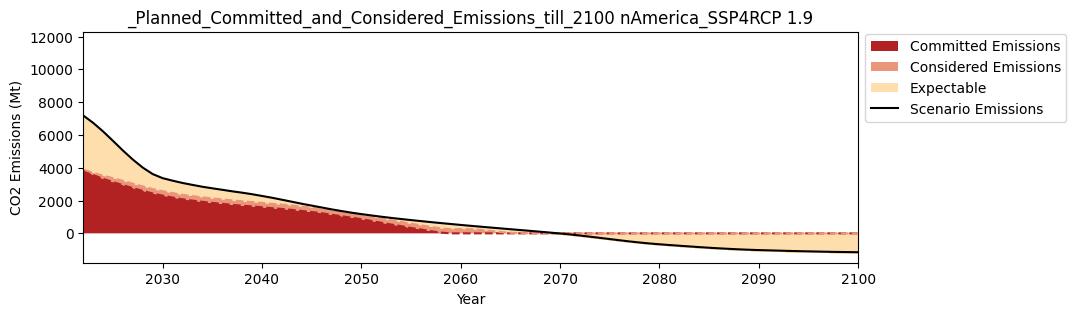 _Planned_Committed_and_Considered_Emissions_till_2100 nAmerica_SSP4RCP 1.9
12000
10000
8000
6000
4000
2000
0
CO2 Emissions (Mt)
2030
2040
2050
2060
2070
2080
2090
2100
Year
Committed Emissions
Considered Emissions
Expectable
Scenario Emissions